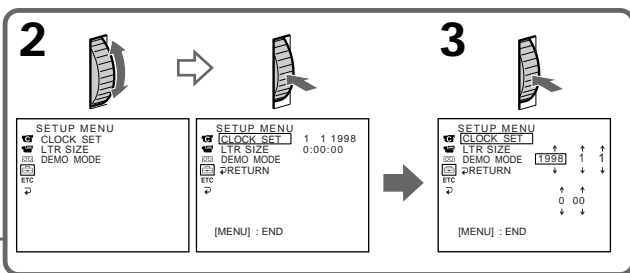 2
3
SETUP MENU
CLOCK SET
LTR SIZE
DEMO MODE
ETC
SETUP MENU
CLOCK SET 1 1 1998
LTR SIZE 0:00:00
DEMO MODE
RETURN
ETC
[MENU] : END
SETUP MENU
CLOCK SET
LTR SIZE
DEMO MODE 1998 1 1
RETURN
ETC
0 00
[MENU] : END